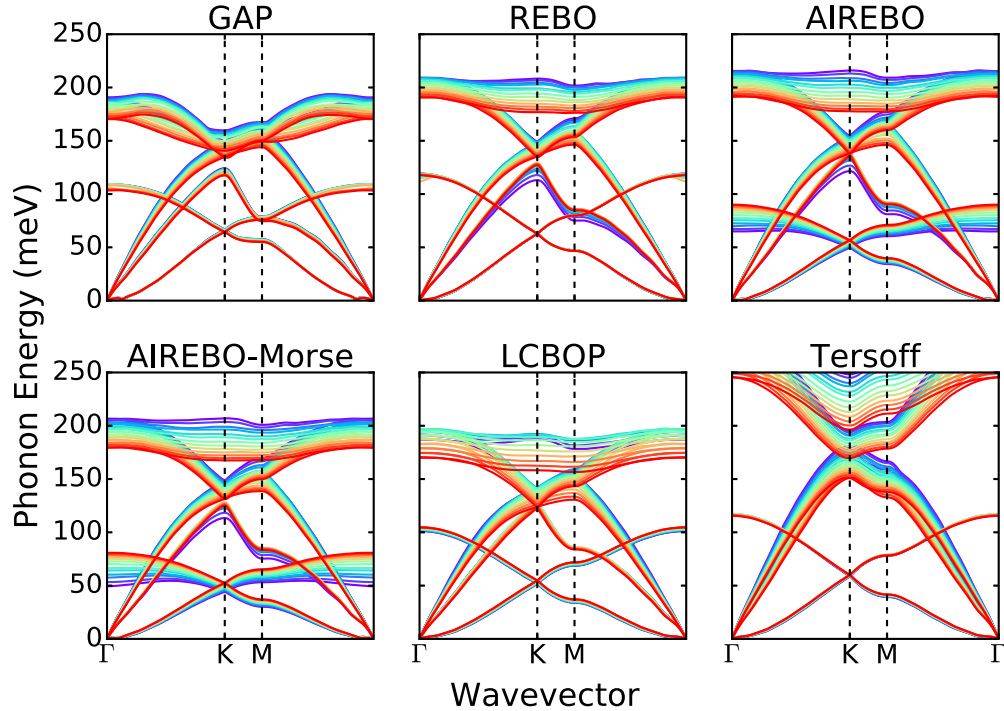 GAP REBO AIREBO
250
200
150
100
50
0
AIREBO-Morse LCBOP Tersoff
250
200
150
100
50
0
Γ K M K M Γ K M Γ
Phonon Energy (meV)
Wavevector